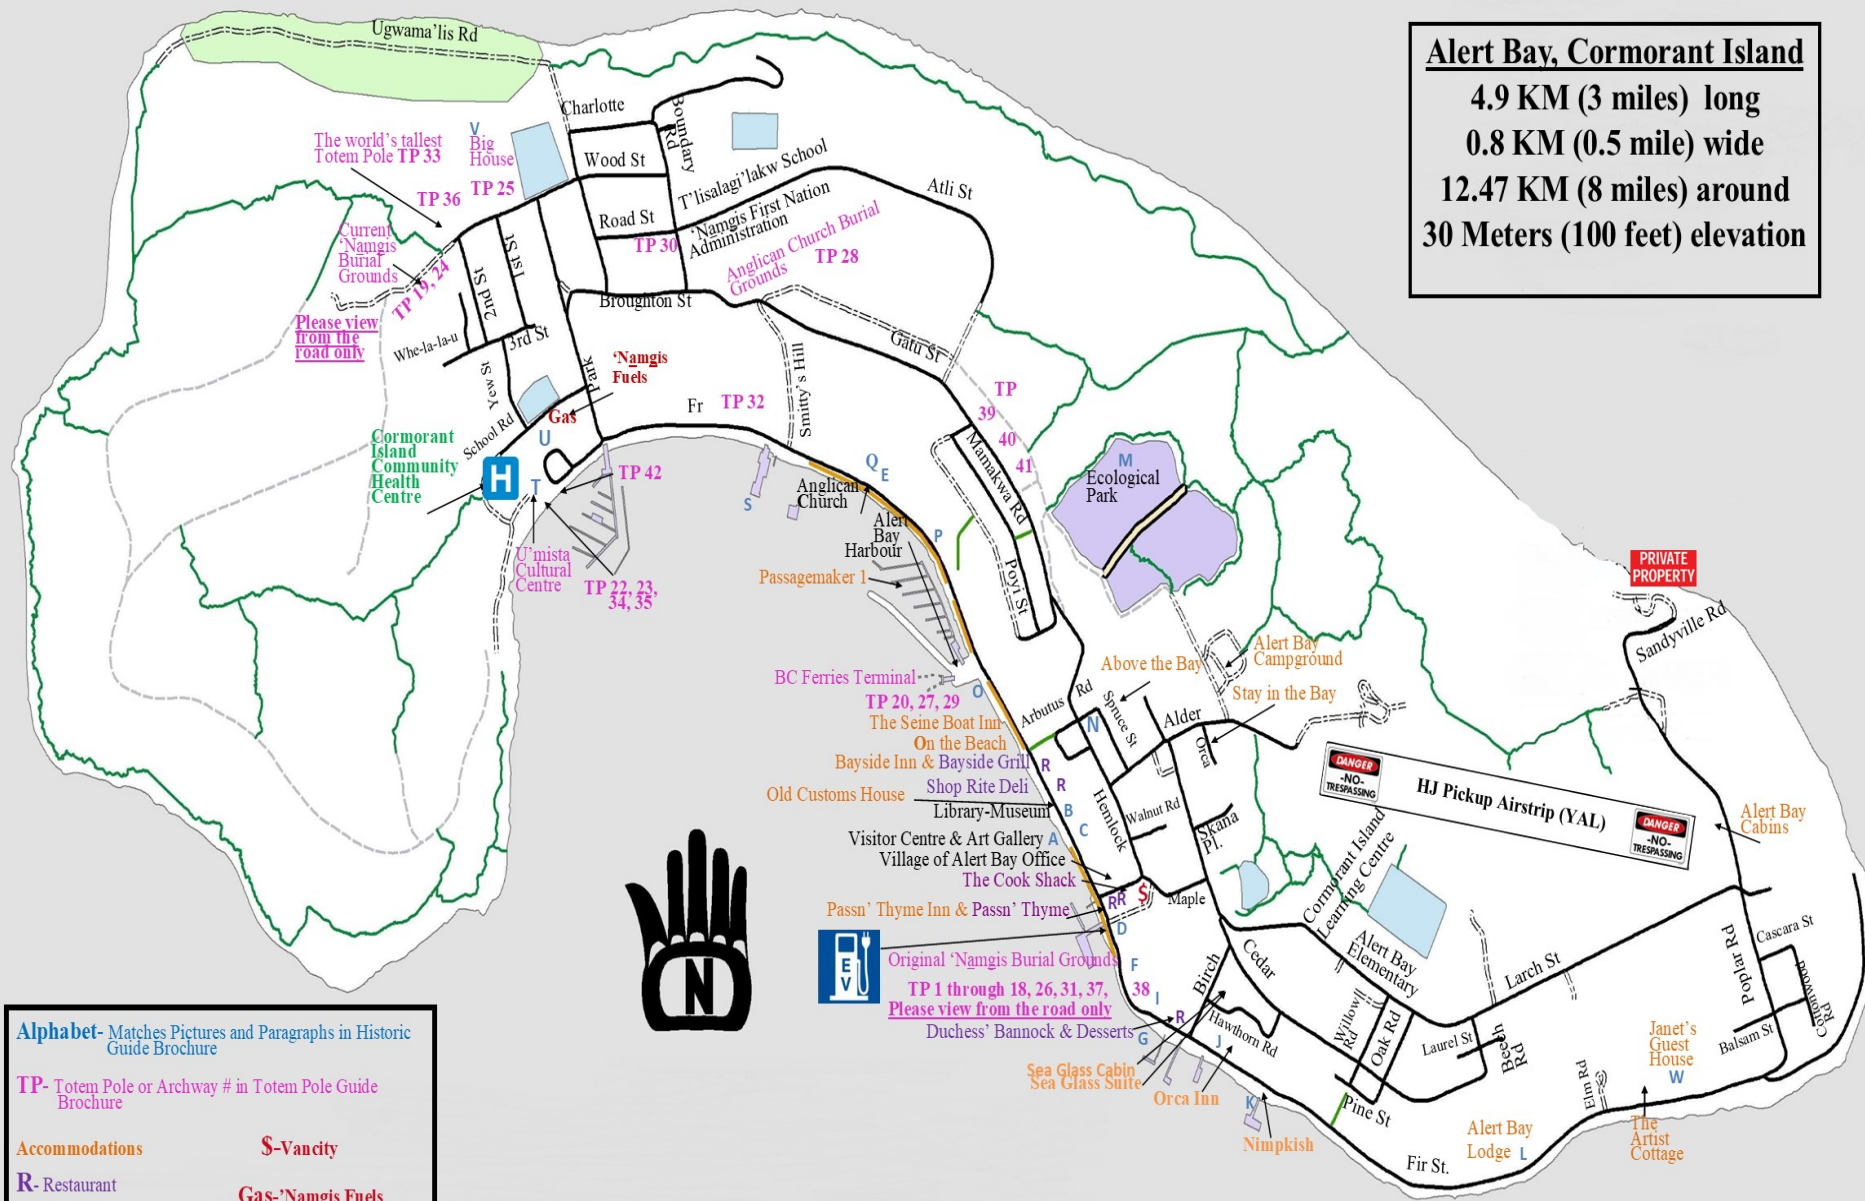 Ugwama'lis Rd
Alert Bay, Cormorant Island
4.9 KM (3 miles) long
0.8 KM (0.5 mile) wide
12.47 KM (8 miles) around
30 Meters (100 feet) elevation
Charlotte
Boundary
Rd
The world's tallest
Totem Pole TP 33
V
Big
House
Wood St
TP 25
TP 36
T'lisalagi'lakw School
'Namgis First Nation
Administration
Atli St
Road St
TP 30
Anglican Church Burial
Grounds
TP 28
Current
'Namgis
Burial
Grounds
TP 19, 24
2nd St
1st St
Broughton St
Please view
from the
road only
Whe-la-la-u
3rd St
Gatu St
Yew St
Park
'Namgis
Fuels
Smitty's Hill
Gas
Fr
TP 32
TP
39
40
41
School Rd
U
Cormorant
Island
Community
Health
Centre
H
T
TP 42
Mamakwa Rd
M
Ecological
Park
Q
E
S
Anglican
Church
P
Alert
Bay
Harbour
U'mista
Cultural
Centre
TP 22, 23,
34, 35
Passagemaker 1
Poyi St
PRIVATE
PROPERTY
Sandyville Rd
Alert Bay
Campground
Above the Bay
BC Ferries Terminal
TP 20, 27, 29
O
Arbutus Rd
Spruce St
Stay in the Bay
Alder
Orca
N
The Seine Boat Inn
On the Beach
Bayside Inn & Bayside Grill
R
Shop Rite Deli
R
Old Customs House
Library-Museum
B
C
Hemlock
Walnut Rd
Skana
Pl.
DANGER
-NO-
TRESPASSING
HJ Pickup Airstrip (YAL)
DANGER
-NO-
TRESPASSING
Alert Bay
Cabins
Visitor Centre & Art Gallery
A
Village of Alert Bay Office
The Cook Shack
$
Maple
Passn' Thyme Inn & Passn' Thyme
R
R
D
Cormorant Island
Learning Centre
Alert Bay
Elementary
EV
Original 'Namgis Burial Grounds
F
TP 1 through 18, 26, 31, 37,
38
Please view from the road only
I
Birch
Cedar
Larch St
Poplar Rd
Cascara St
Cottonwood
Rd
Balsam St
Duchess' Bannock & Desserts
R
G
Hawthorn Rd
J
Willow
Rd
Oak Rd
Laurel St
Beech
Rd
Janet's
Guest
House
W
Sea Glass Cabin
Sea Glass Suite
Orca Inn
K
Nimpkish
Pine St
Elm Rd
Alert Bay
Lodge
L
The
Artist
Cottage
Fir St.
N
Alphabet- Matches Pictures and Paragraphs in Historic
Guide Brochure
TP- Totem Pole or Archway # in Totem Pole Guide
Brochure
Accommodations
$-Vancity
R- Restaurant
Gas-'Namgis Fuels